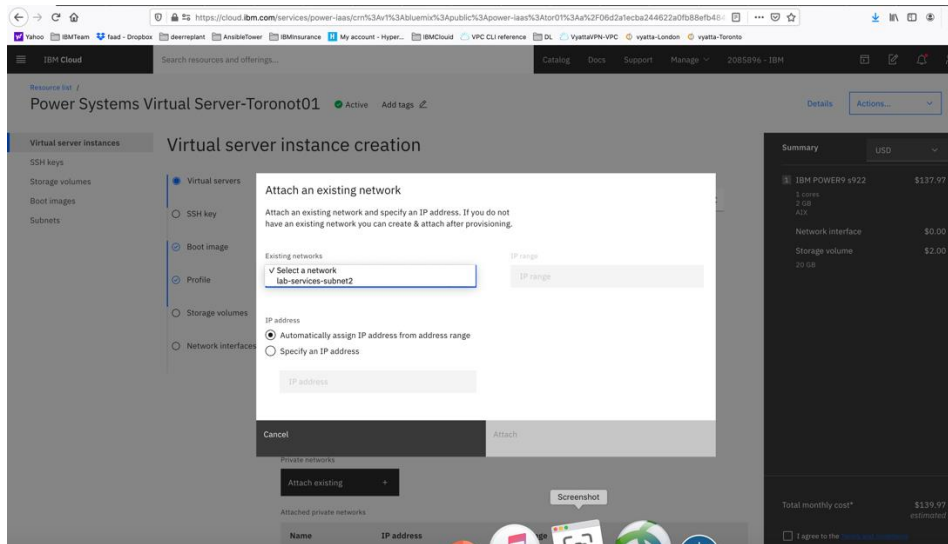 https://cloud.ibm.com/services/power-iaas/crn%3Av1%3Abluemix%3Apublic%3Apower-iaas%3Ator01%3Aa%2F06d2a1ecba244622a0fb88efb484
Yahoo IBMTeam faad - Dropbox deerreplant AnsibleTower IBMInsurance My accounrt - Hyper... IBMClouid VPC CLI reference DL VyattaVPN-VPC vyatta-London vyatta-Toronto
IBM Cloud Search resources and offerings... Catalog Docs Support Manage 2085896 - IBM
Resource list /
Power Systems Virtual Server-Toronot01 Active Add tags Details Actions...
Virtual server instances
SSH keys
Storage volumes
Boot images
Subnets
Virtual server instance creation
Virtual servers
SSH key
Boot image
Profile
Storage volumes
Network interfaces
Attach an existing network
Attach an existing network and specify an IP address. If you do not
have an existing network you can create & attach after provisioning.
Existing networks
Select a network
lab-services-subnet2
IP range
IP range
IP address
Automatically assign IP address from address range
Specify an IP address
IP address
Cancel
Attach
Private networks
Attach existing +
Attached private networks
Name IP address
Screenshot
Summary USD
1 IBM POWER9 s922 $137.97
1 cores
2 GB
AIX
Network interface $0.00
Storage volume $2.00
20 GB
Total monthly cost* $139.97
estimated
I agree to the